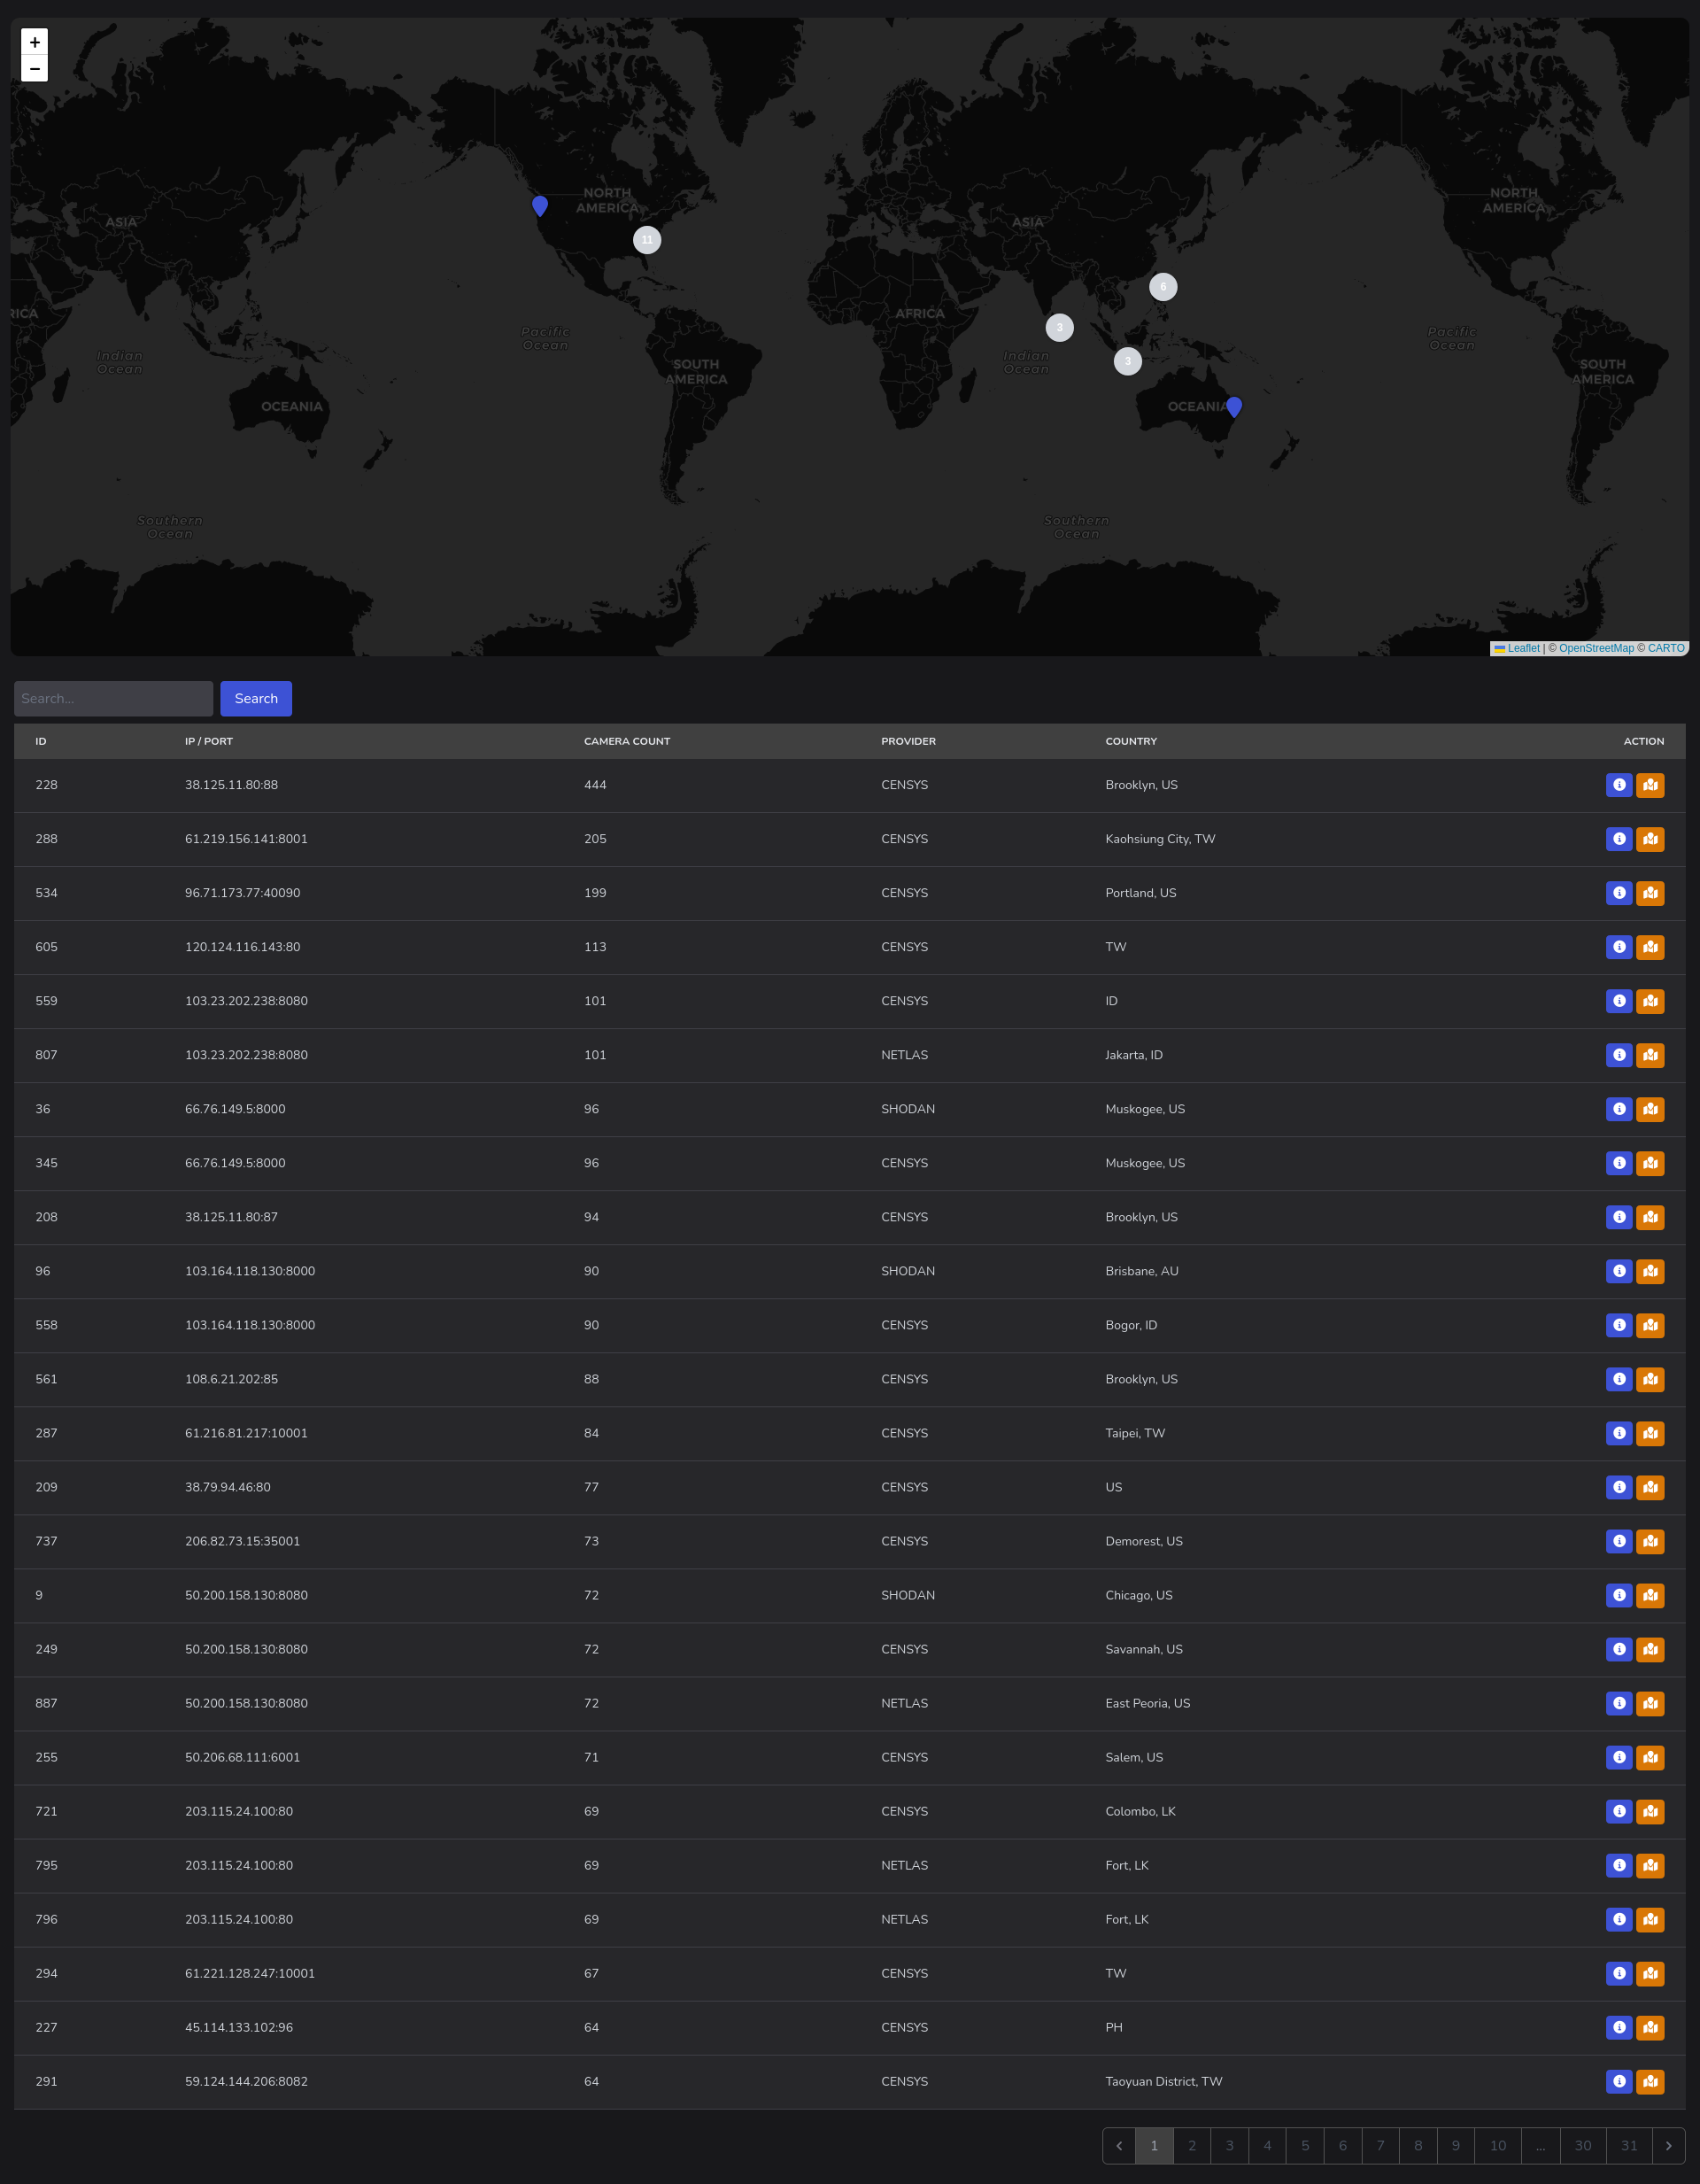 +
−
NORTH
AMERICA
NORTH
AMERICA
ASIA
ASIA
11
6
RICA
AFRICA
3
Pacific
Ocean
Pacific
Ocean
Indian
Ocean
Indian
Ocean
3
SOUTH
AMERICA
SOUTH
AMERICA
OCEANIA
OCEANIA
Southern
Ocean
Southern
Ocean
Leaflet | © OpenStreetMap © CARTO
Search... Search
ID IP / PORT CAMERA COUNT PROVIDER COUNTRY ACTION
228 38.125.11.80:88 444 CENSYS Brooklyn, US
288 61.219.156.141:8001 205 CENSYS Kaohsiung City, TW
534 96.71.173.77:40090 199 CENSYS Portland, US
605 120.124.116.143:80 113 CENSYS TW
559 103.23.202.238:8080 101 CENSYS ID
807 103.23.202.238:8080 101 NETLAS Jakarta, ID
36 66.76.149.5:8000 96 SHODAN Muskogee, US
345 66.76.149.5:8000 96 CENSYS Muskogee, US
208 38.125.11.80:87 94 CENSYS Brooklyn, US
96 103.164.118.130:8000 90 SHODAN Brisbane, AU
558 103.164.118.130:8000 90 CENSYS Bogor, ID
561 108.6.21.202:85 88 CENSYS Brooklyn, US
287 61.216.81.217:10001 84 CENSYS Taipei, TW
209 38.79.94.46:80 77 CENSYS US
737 206.82.73.15:35001 73 CENSYS Demorest, US
9 50.200.158.130:8080 72 SHODAN Chicago, US
249 50.200.158.130:8080 72 CENSYS Savannah, US
887 50.200.158.130:8080 72 NETLAS East Peoria, US
255 50.206.68.111:6001 71 CENSYS Salem, US
721 203.115.24.100:80 69 CENSYS Colombo, LK
795 203.115.24.100:80 69 NETLAS Fort, LK
796 203.115.24.100:80 69 NETLAS Fort, LK
294 61.221.128.247:10001 67 CENSYS TW
227 45.114.133.102:96 64 CENSYS PH
291 59.124.144.206:8082 64 CENSYS Taoyuan District, TW
1 2 3 4 5 6 7 8 9 10 ... 30 31